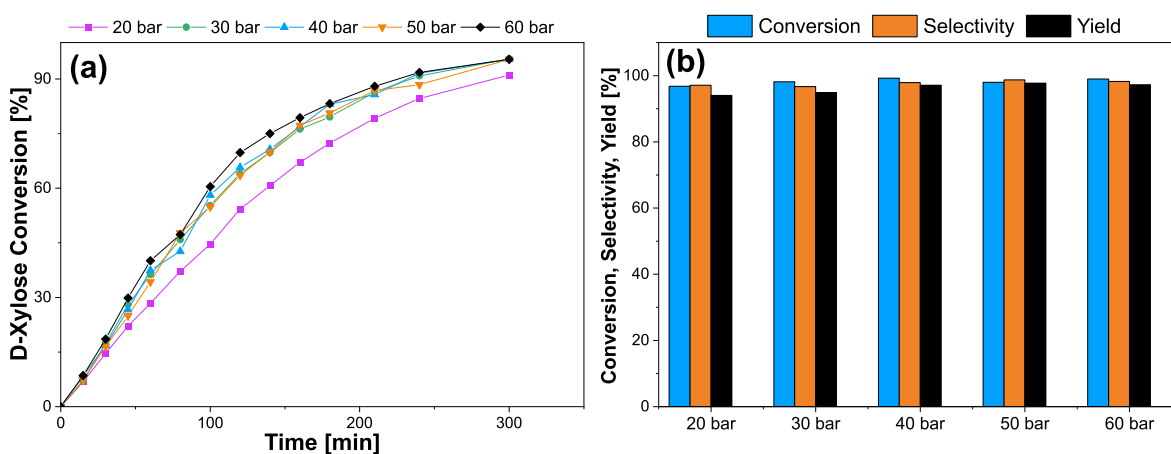 20 bar 30 bar 40 bar 50 bar 60 bar
(a)
D-Xylose Conversion [%]
90
60
30
0
0 100 200 300
Time [min]
Conversion Selectivity Yield
(b)
Conversion, Selectivity, Yield [%]
100
80
60
40
20
0
20 bar 30 bar 40 bar 50 bar 60 bar